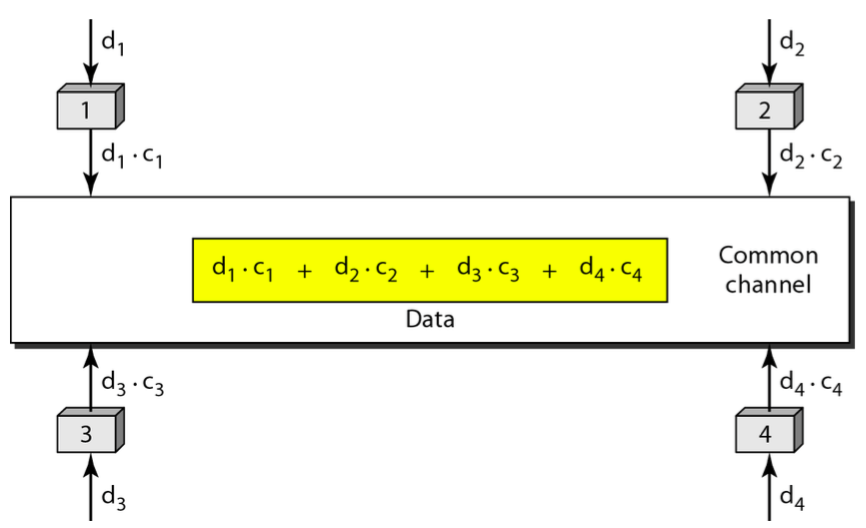 d₁
d₂
1
2
d₁ · c₁
d₂ · c₂
d₁ · c₁ + d₂ · c₂ + d₃ · c₃ + d₄ · c₄
Common
channel
Data
d₃ · c₃
d₄ · c₄
3
4
d₃
d₄